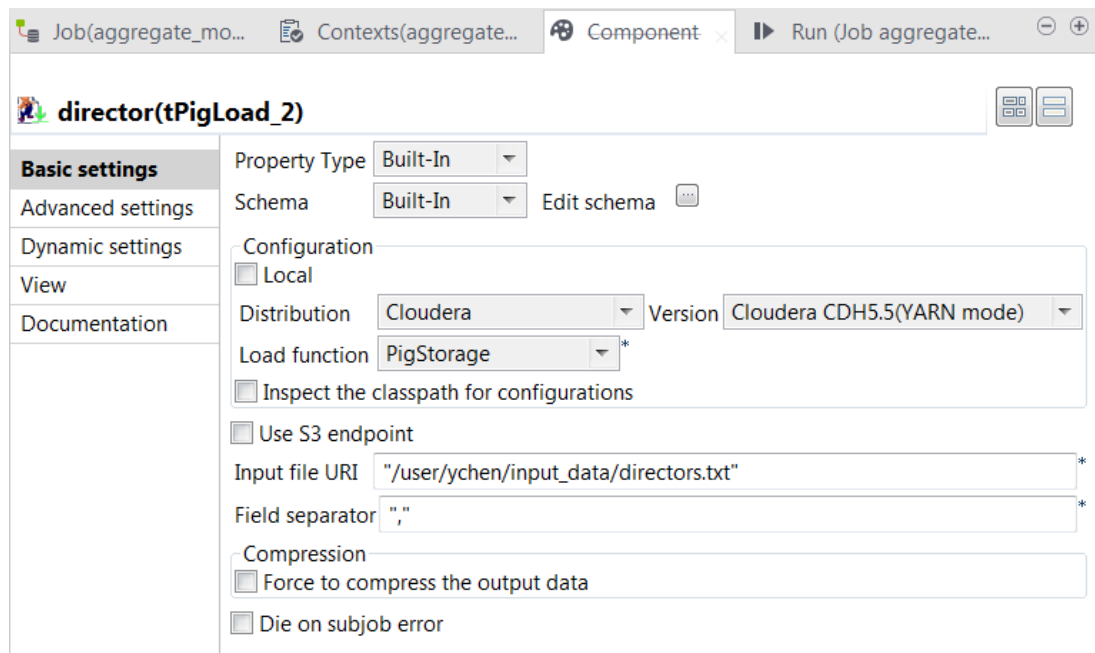 Job(aggregate_mo... Contexts(aggregate... Component Run (Job aggregate...
director(tPigLoad_2)
Basic settings
Advanced settings
Dynamic settings
View
Documentation
Property Type Built-In
Schema Built-In Edit schema ...
Configuration
Local
Distribution Cloudera Version Cloudera CDH5.5(YARN mode)
Load function PigStorage *
Inspect the classpath for configurations
Use S3 endpoint
Input file URI "/user/ychen/input_data/directors.txt" *
Field separator "," *
Compression
Force to compress the output data
Die on subjob error